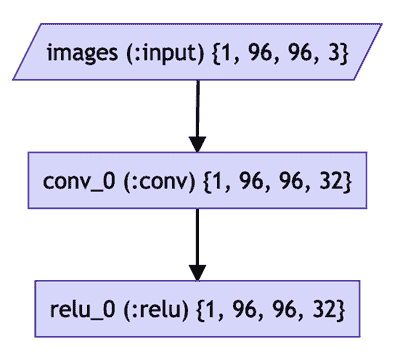 images (:input) {1, 96, 96, 3}
conv_0 (:conv) {1, 96, 96, 32}
relu_0 (:relu) {1, 96, 96, 32}